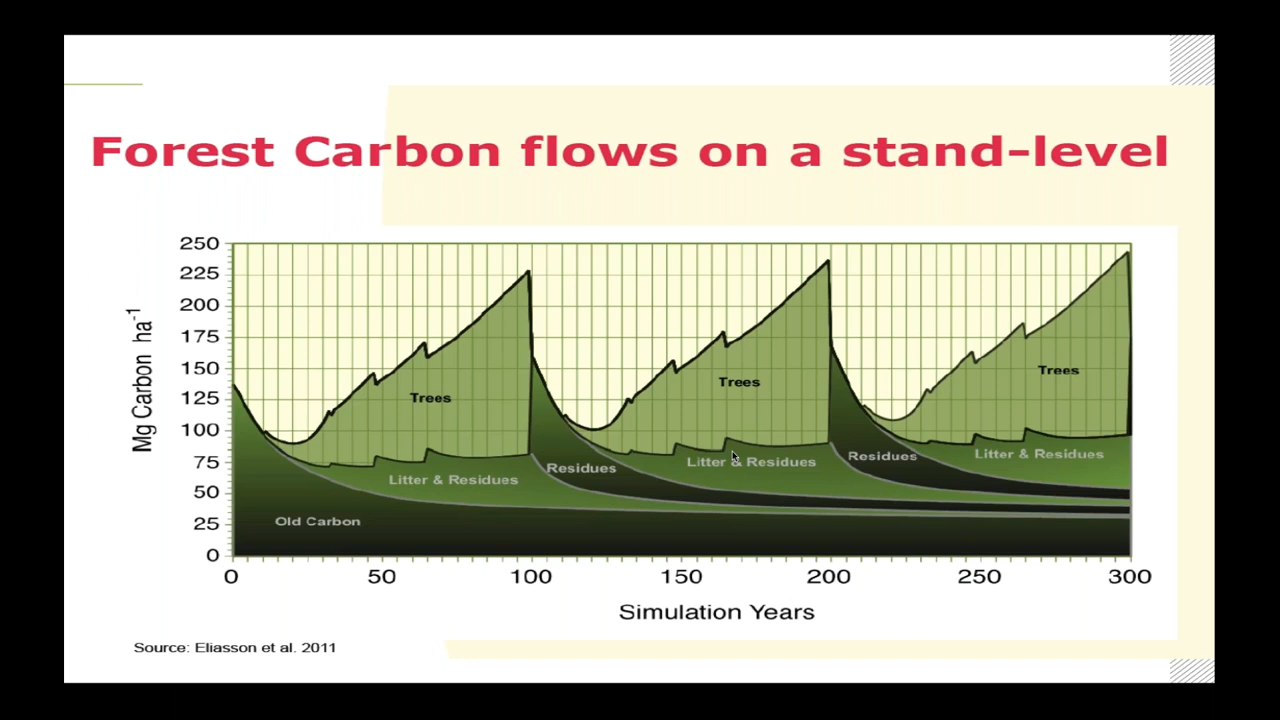 Forest Carbon flows on a stand-level
250
225
200
175
150
125
100
75
50
25
0
Mg Carbon ha-1
Trees
Trees
Trees
Litter & Residues
Residues
Litter & Residues
Residues
Litter & Residues
Old Carbon
0 50 100 150 200 250 300
Simulation Years
Source: Eliasson et al. 2011